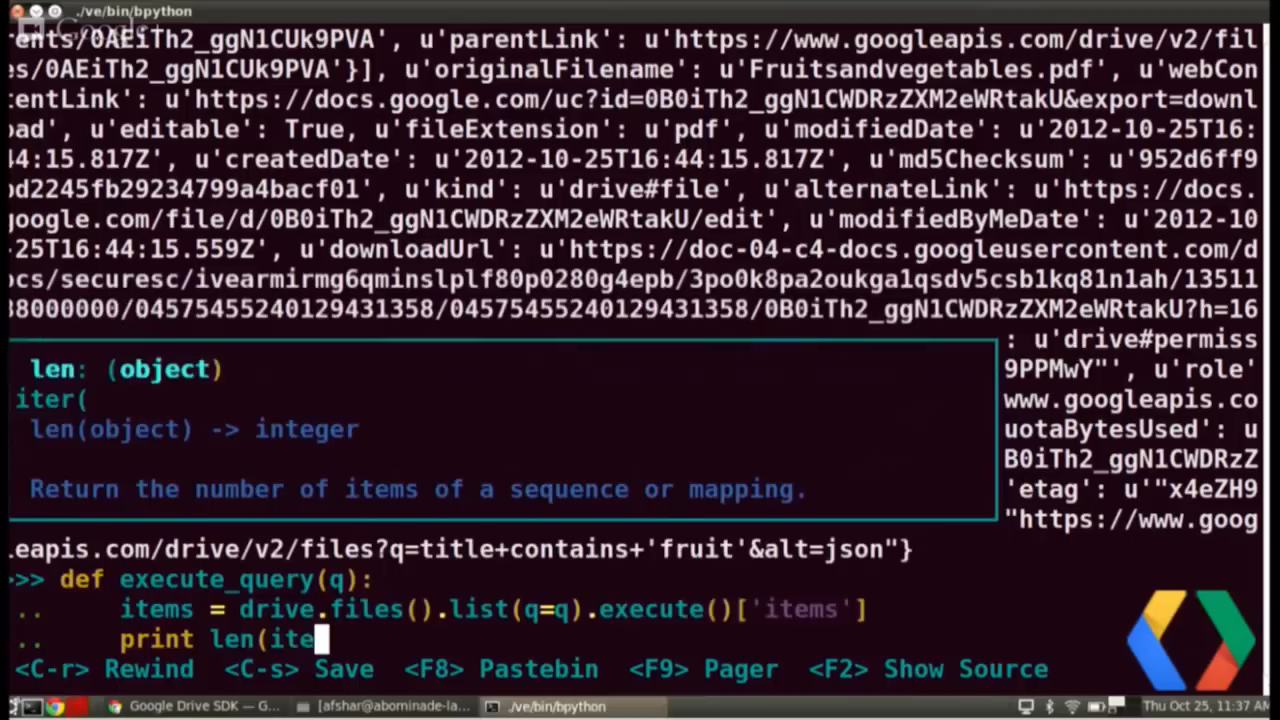 ./ve/bin/bpython
Google+
ents/0AEiTh2_ggN1CUk9PVA', u'parentLink': u'https://www.googleapis.com/drive/v2/fil
es/0AEiTh2_ggN1CUk9PVA'}], u'originalFilename': u'Fruitsandvegetables.pdf', u'webCon
tentLink': u'https://docs.google.com/uc?id=0B0iTh2_ggN1CWDRzZXM2eWRtakU&export=downl
oad', u'editable': True, u'fileExtension': u'pdf', u'modifiedDate': u'2012-10-25T16:
44:15.817Z', u'createdDate': u'2012-10-25T16:44:15.817Z', u'md5Checksum': u'952d6ff9
bd2245fb29234799a4bacf01', u'kind': u'drive#file', u'alternateLink': u'https://docs.
google.com/file/d/0B0iTh2_ggN1CWDRzZXM2eWRtakU/edit', u'modifiedByMeDate': u'2012-10
-25T16:44:15.559Z', u'downloadUrl': u'https://doc-04-c4-docs.googleusercontent.com/d
ocs/securesc/ivearmirmg6qminslplf80p0280g4epb/3po0k8pa2oukga1qsdv5csb1kq81n1ah/13511
88000000/04575455240129431358/04575455240129431358/0B0iTh2_ggN1CWDRzZXM2eWRtakU?h=16
: u'drive#permiss
len: (object)
9PPMwY"', u'role'
iter(
www.googleapis.co
len(object) -> integer
uotaBytesUsed': u
B0iTh2_ggN1CWDRzZ
Return the number of items of a sequence or mapping.
'etag': u'"x4eZH9
"https://www.goog
leapis.com/drive/v2/files?q=title+contains+'fruit'&alt=json"}
>>> def execute_query(q):
.. items = drive.files().list(q=q).execute()['items']
.. print len(ite
<C-r> Rewind <C-s> Save <F8> Pastebin <F9> Pager <F2> Show Source
Google Drive SDK — G... [afshar@abominade-la... ./ve/bin/bpython Thu Oct 25, 11:37 AM